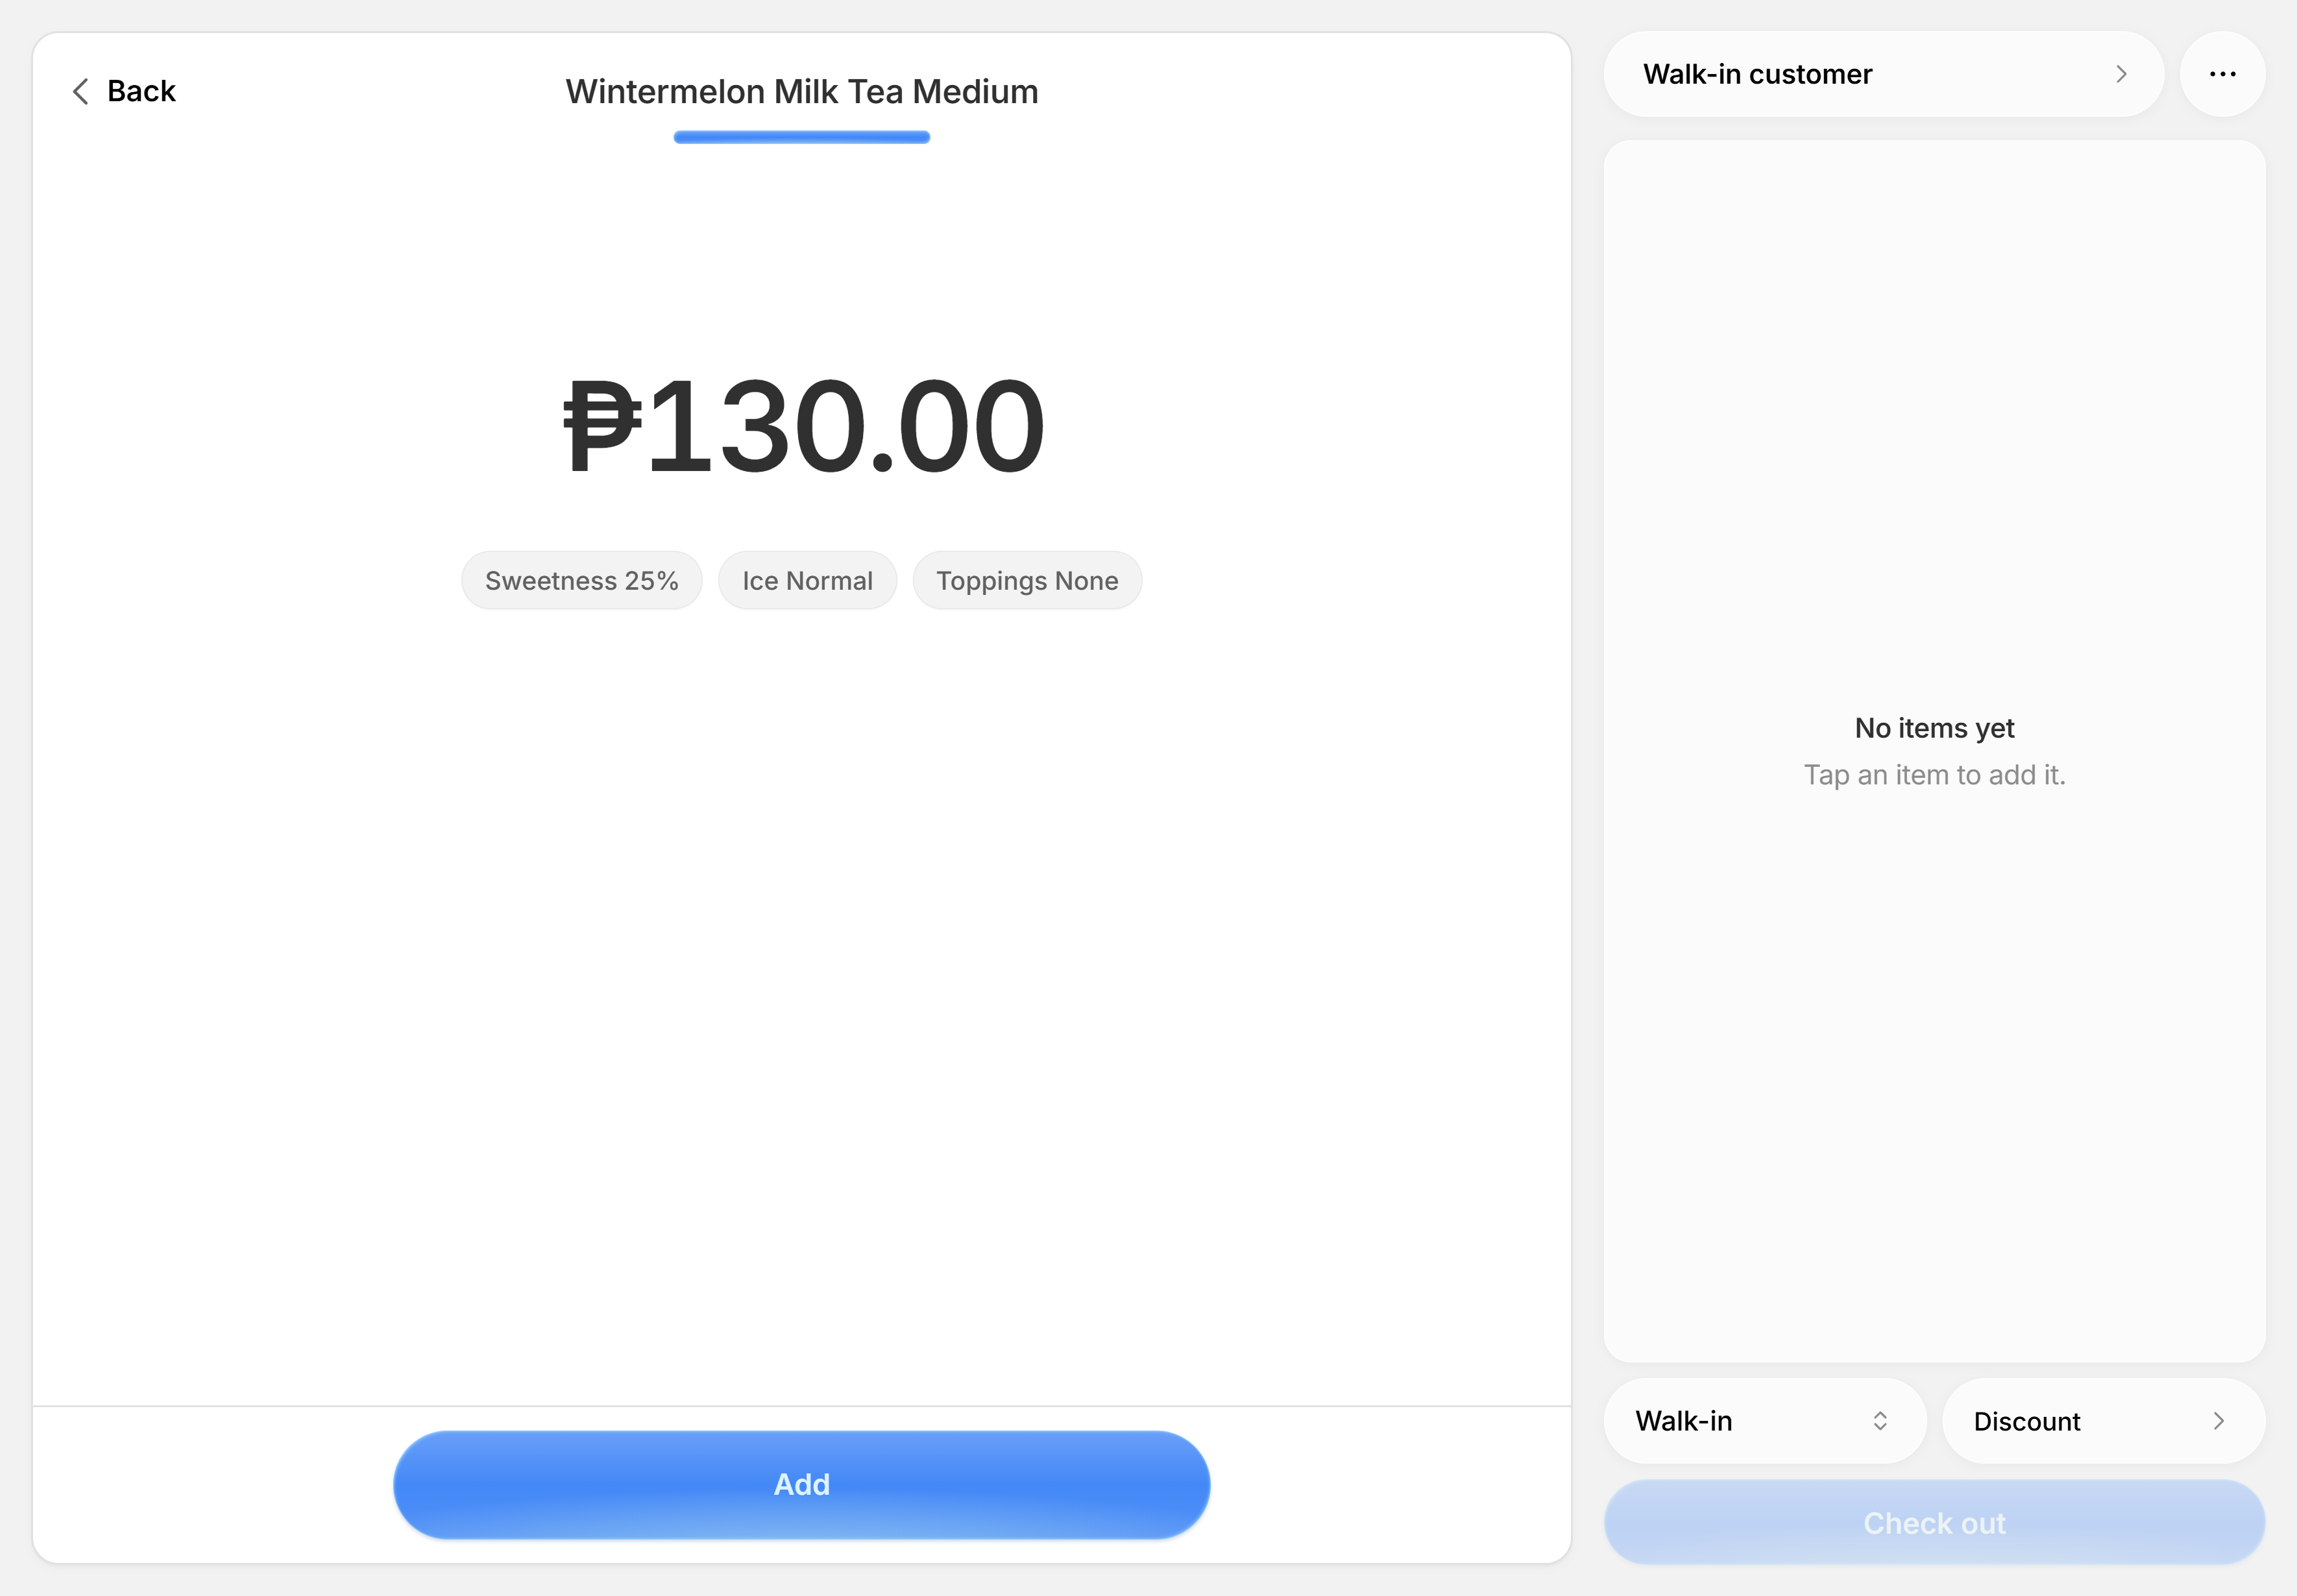 Back
Wintermelon Milk Tea Medium
₱130.00
Sweetness 25%
Ice Normal
Toppings None
Add
Walk-in customer
No items yet
Tap an item to add it.
Walk-in
Discount
Check out